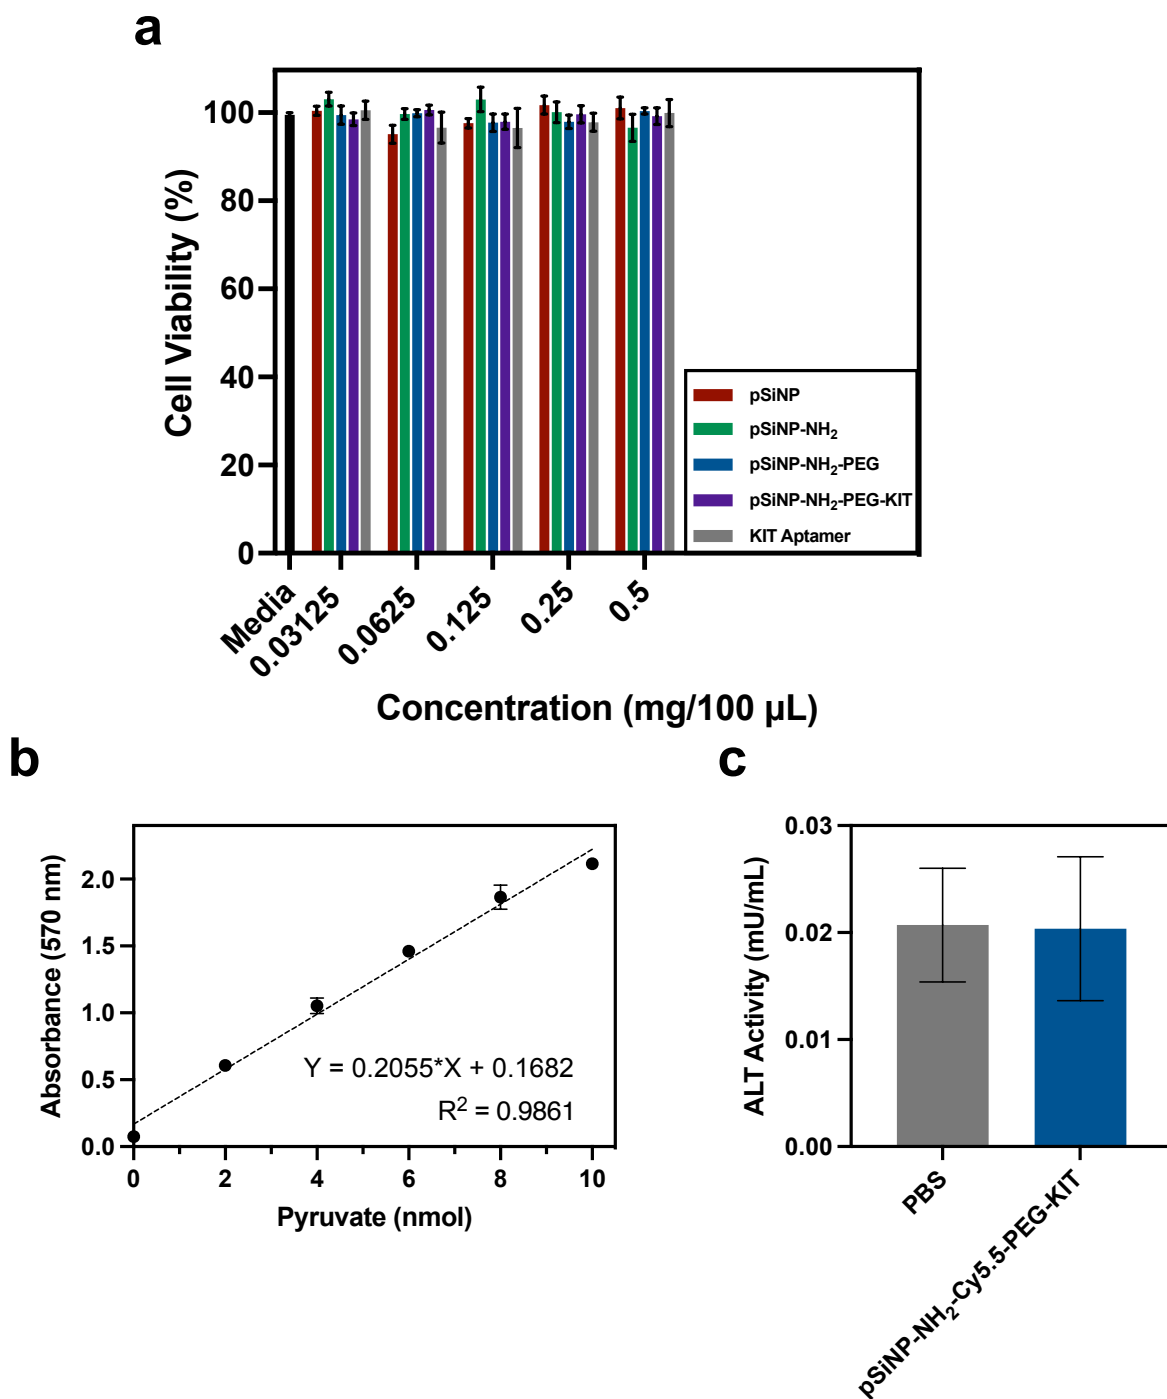 a
100
80
60
40
20
0
Cell Viability (%)
pSiNP
pSiNP-NH₂
pSiNP-NH₂-PEG
pSiNP-NH₂-PEG-KIT
KIT Aptamer
Media
0.03125
0.0625
0.125
0.25
0.5
Concentration (mg/100 µL)
b
2.0
1.5
1.0
0.5
0.0
Absorbance (570 nm)
Y = 0.2055*X + 0.1682
R² = 0.9861
0 2 4 6 8 10
Pyruvate (nmol)
c
0.03
0.02
0.01
0.00
ALT Activity (mU/mL)
PBS
pSiNP-NH₂-Cy5.5-PEG-KIT